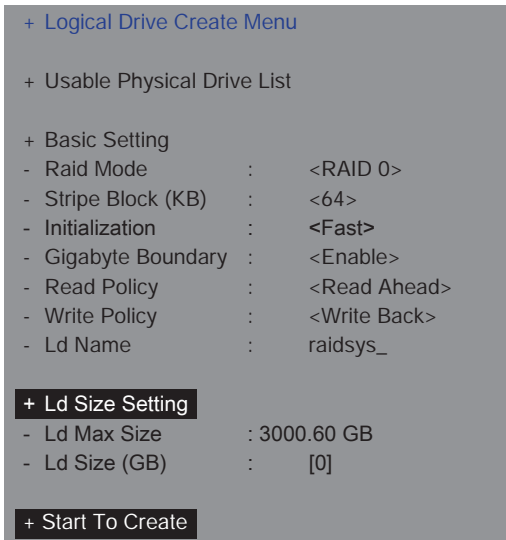 + Logical Drive Create Menu
+ Usable Physical Drive List
+ Basic Setting
- Raid Mode : <RAID 0>
- Stripe Block (KB) : <64>
- Initialization : <Fast>
- Gigabyte Boundary : <Enable>
- Read Policy : <Read Ahead>
- Write Policy : <Write Back>
- Ld Name : raidsys_
+ Ld Size Setting
- Ld Max Size : 3000.60 GB
- Ld Size (GB) : [0]
+ Start To Create